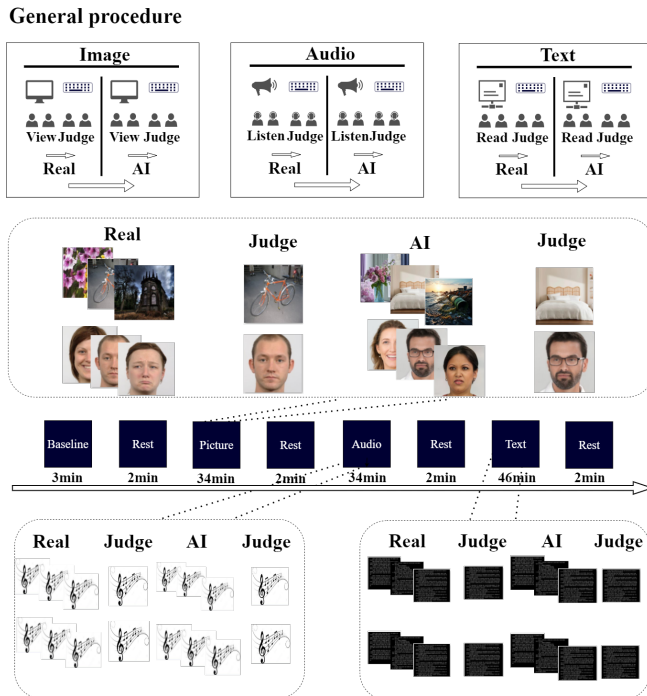 General procedure
Image
Audio
Text
View Judge
View Judge
Listen Judge
Listen Judge
Read Judge
Read Judge
Real
AI
Real
AI
Real
AI
Real
Judge
AI
Judge
Baseline
Rest
Picture
Rest
Audio
Rest
Text
Rest
3min
2min
34min
2min
34min
2min
46min
2min
Real
Judge
AI
Judge
Real
Judge
AI
Judge